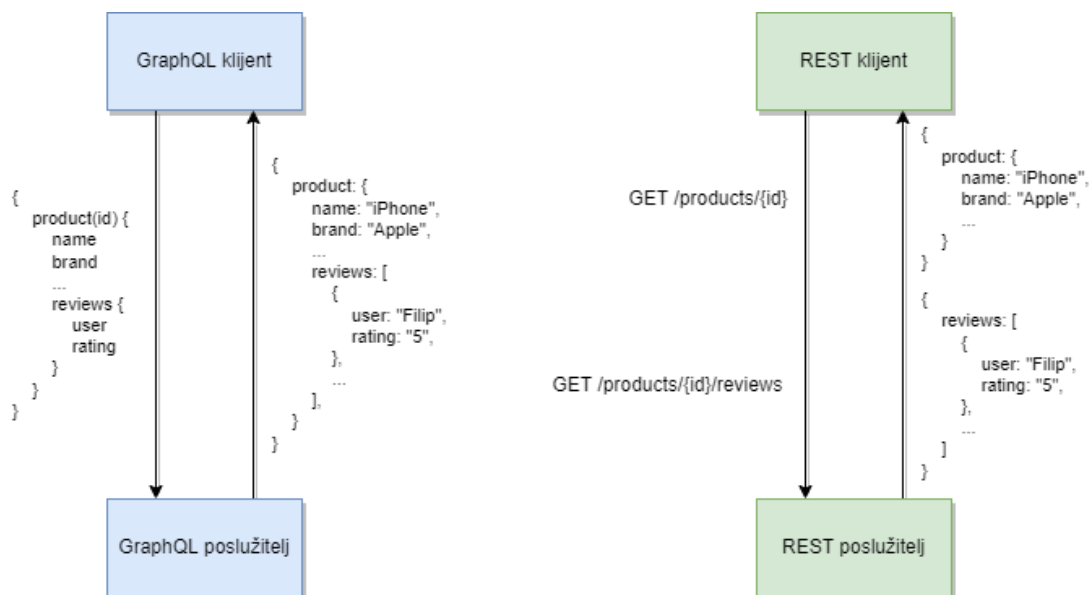 GraphQL klijent
{
product(id) {
name
brand
...
reviews {
user
rating
}
}
}
{
product: {
name: "iPhone",
brand: "Apple",
...
reviews: [
{
user: "Filip",
rating: "5",
},
...
],
}
}
GraphQL poslužitelj
REST klijent
GET /products/{id}
GET /products/{id}/reviews
{
product: {
name: "iPhone",
brand: "Apple",
...
}
}
{
reviews: [
{
user: "Filip",
rating: "5",
},
...
]
}
REST poslužitelj